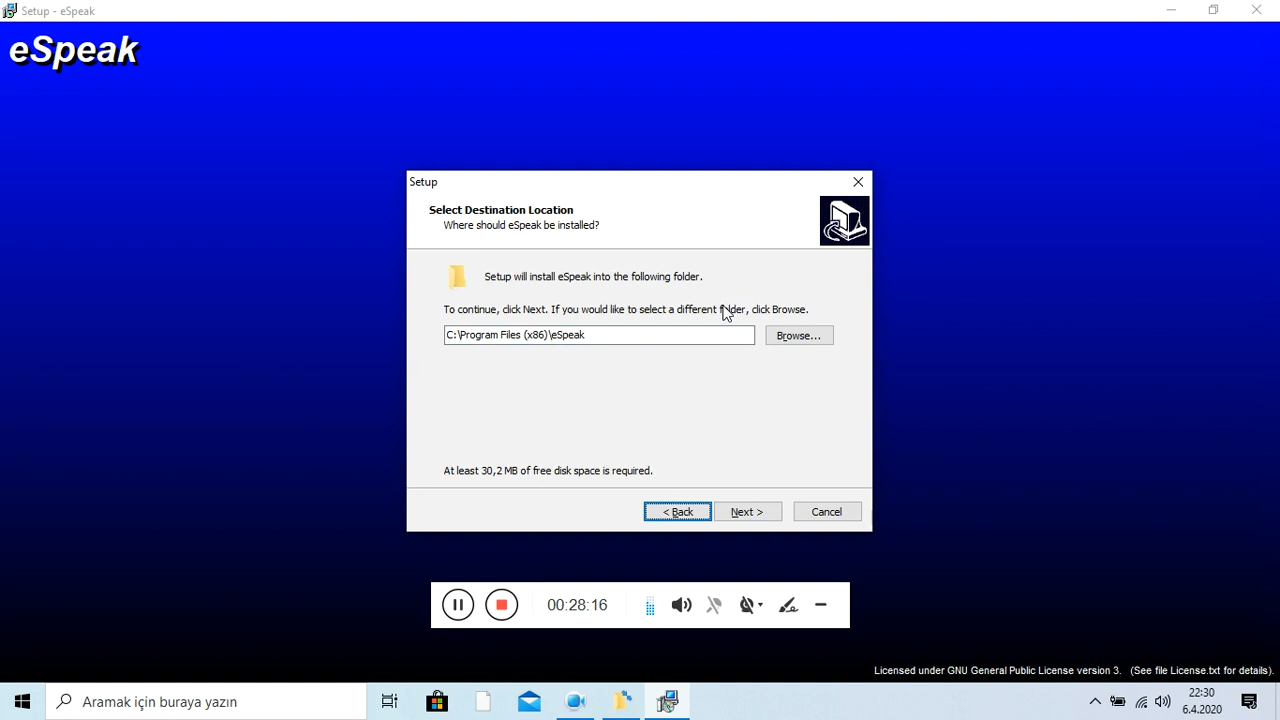 Setup - eSpeak
eSpeak
Setup
Select Destination Location
Where should eSpeak be installed?
Setup will install eSpeak into the following folder.
To continue, click Next. If you would like to select a different folder, click Browse.
C:\Program Files (x86)\eSpeak
Browse...
At least 30,2 MB of free disk space is required.
< Back
Next >
Cancel
00:28:16
Licensed under GNU General Public License version 3. (See file License.txt for details).
Aramak için buraya yazın
22:30
6.4.2020